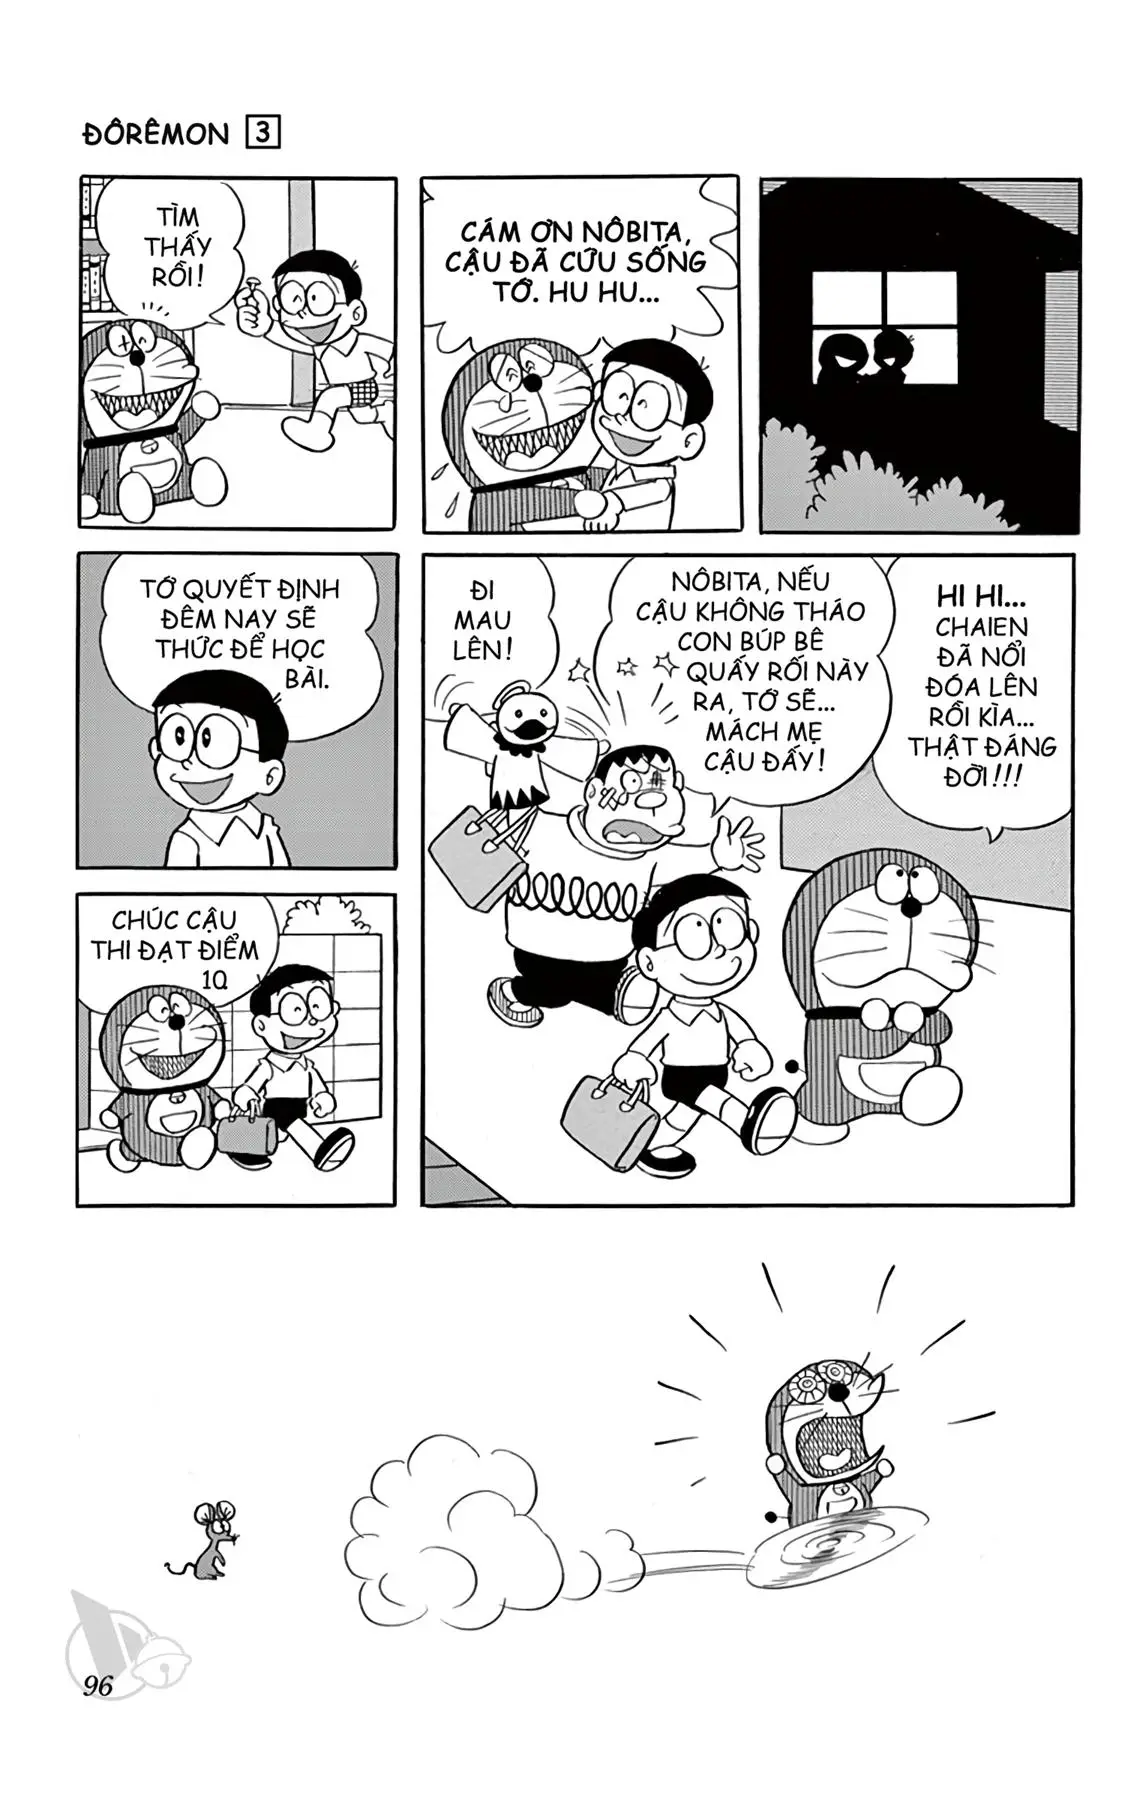 ĐÔRÊMON 3
TÌM
THẤY
RỒI!
CÁM ƠN NÔBITA,
CẬU ĐÃ CỨU SỐNG
TỚ. HU HU...
TỚ QUYẾT ĐỊNH
ĐÊM NAY SẼ
THỨC ĐỂ HỌC
BÀI.
ĐI
MAU
LÊN!
NÔBITA, NẾU
CẬU KHÔNG THÁO
CON BÚP BÊ
QUẤY RỐI NÀY
RA, TỚ SẼ...
MÁCH MẸ
CẬU ĐẤY!
HI HI...
CHAIEN
ĐÃ NỔI
ĐÓA LÊN
RỒI KÌA...
THẬT ĐÁNG
ĐỜI!!!
CHÚC CẬU
THI ĐẠT ĐIỂM
10.
96